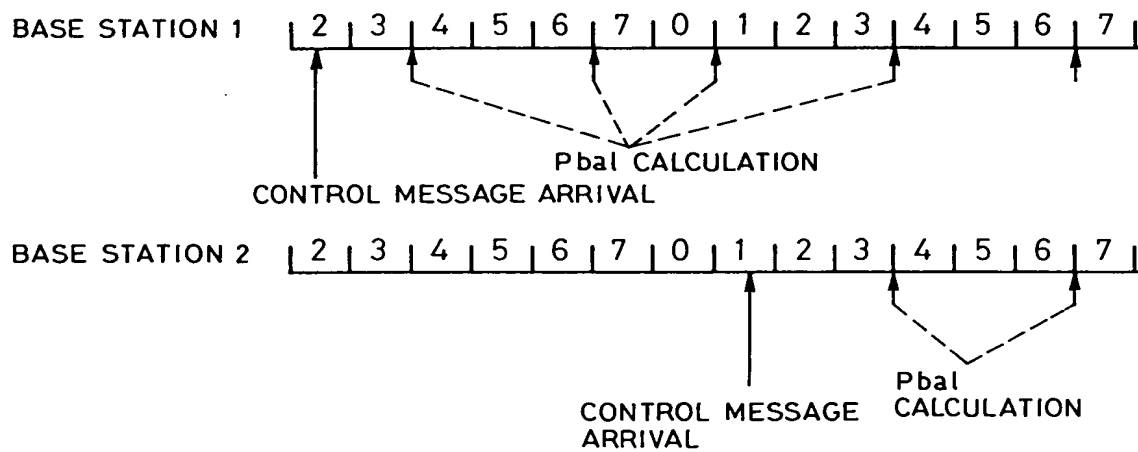 BASE STATION 1 2 3 4 5 6 7 0 1 2 3 4 5 6 7
Pbal CALCULATION
CONTROL MESSAGE ARRIVAL
BASE STATION 2 2 3 4 5 6 7 0 1 2 3 4 5 6 7
Pbal
CALCULATION
CONTROL MESSAGE
ARRIVAL